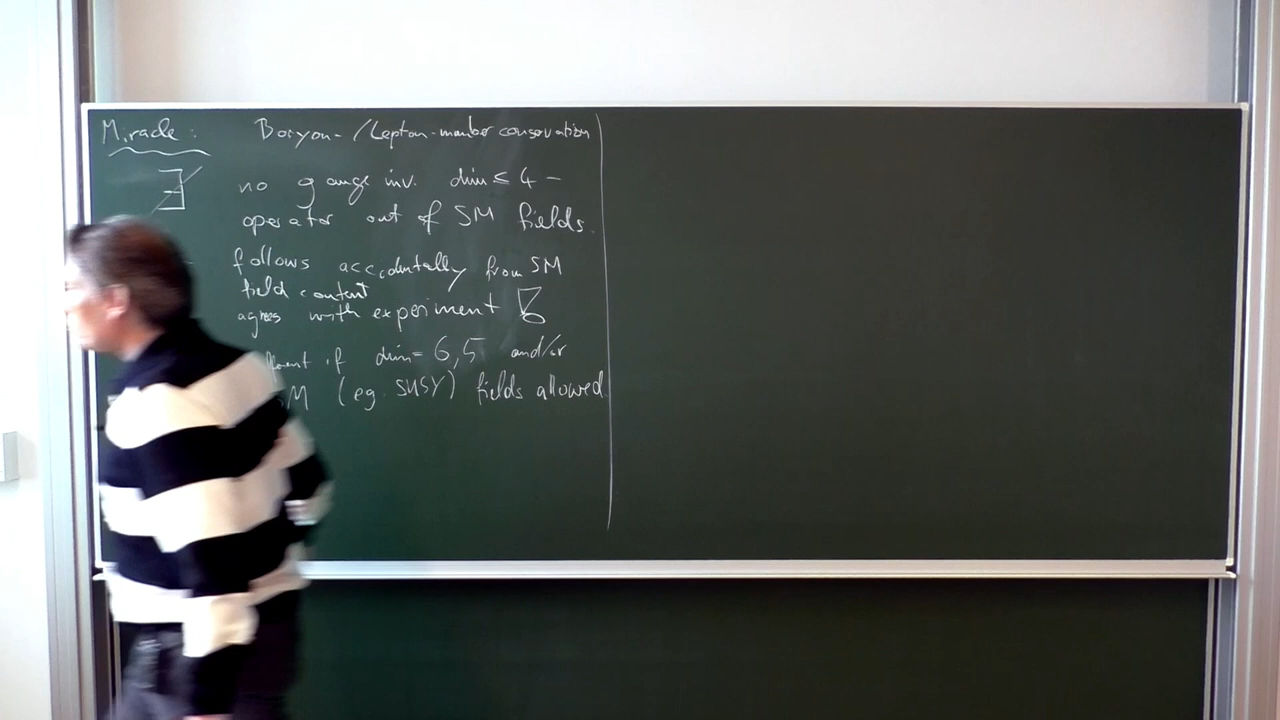 Miracle: Baryon-/Lepton-number conservation
∄ no gauge inv. dim ≤ 4 -
operator out of SM fields.
follows accidentally from SM
field content
agrees with experiment
if dim = 6,5 and/or
(eg. SUSY) fields allowed